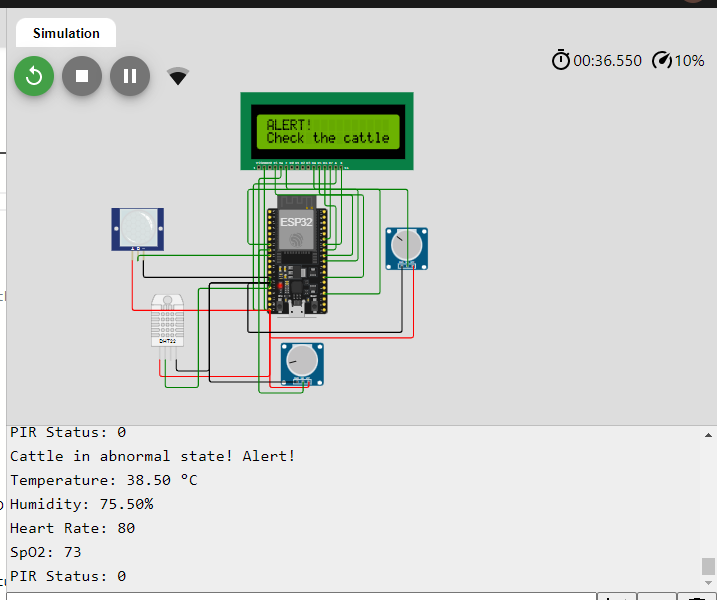 Simulation
00:36.550 10%
ALERT!
Check the cattle
ESP32
DHT22
PIR Status: 0
Cattle in abnormal state! Alert!
Temperature: 38.50 °C
Humidity: 75.50%
Heart Rate: 80
SpO2: 73
PIR Status: 0